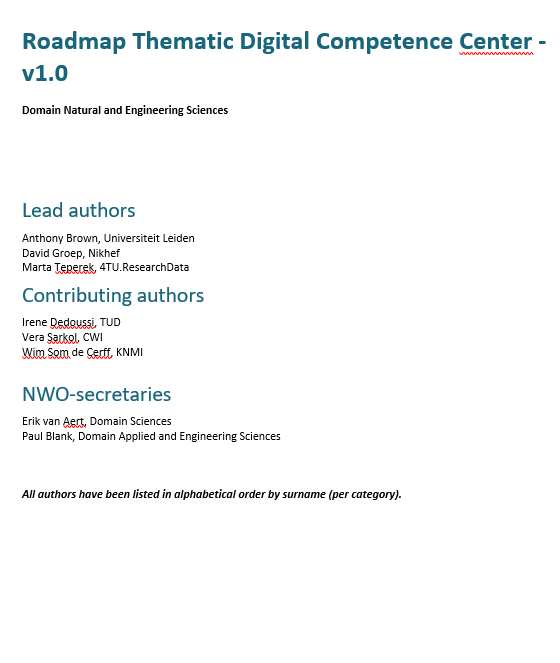 Roadmap Thematic Digital Competence Center -
v1.0
Domain Natural and Engineering Sciences
Lead authors
Anthony Brown, Universiteit Leiden
David Groep, Nikhef
Marta Teperek, 4TU.ResearchData
Contributing authors
Irene Dedoussi, TUD
Vera Sarkol, CWI
Wim Som de Cerff, KNMI
NWO-secretaries
Erik van Aert, Domain Sciences
Paul Blank, Domain Applied and Engineering Sciences
All authors have been listed in alphabetical order by surname (per category).